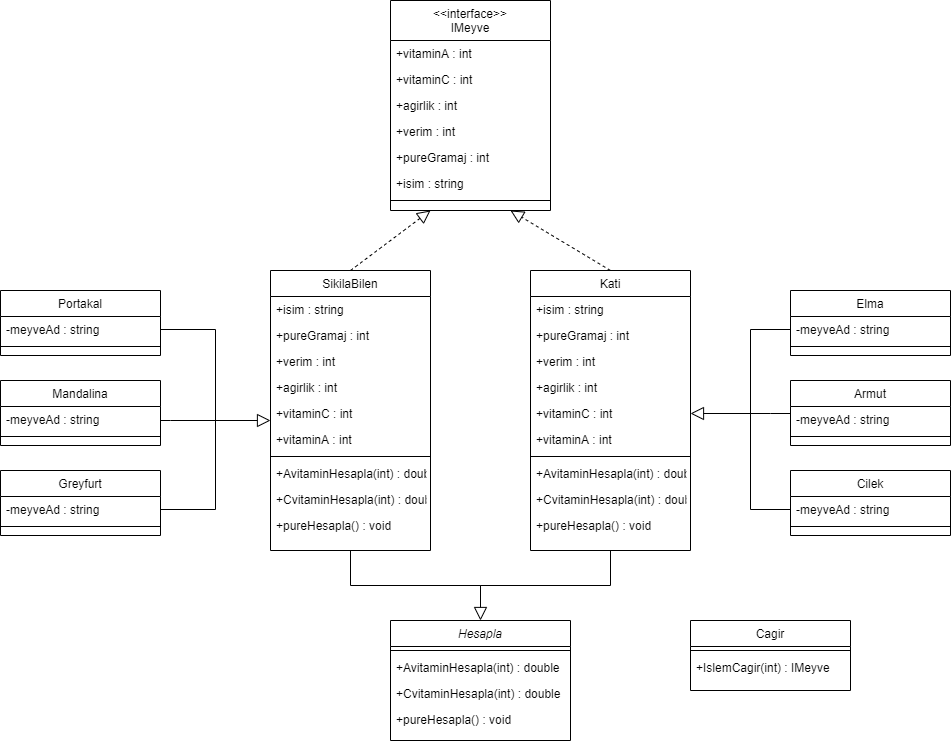 <<interface>>
IMeyve
+vitaminA : int
+vitaminC : int
+agirlik : int
+verim : int
+pureGramaj : int
+isim : string
SikilaBilen
+isim : string
+pureGramaj : int
+verim : int
+agirlik : int
+vitaminC : int
+vitaminA : int
+AvitaminHesapla(int) : doub
+CvitaminHesapla(int) : doub
+pureHesapla() : void
Kati
+isim : string
+pureGramaj : int
+verim : int
+agirlik : int
+vitaminC : int
+vitaminA : int
+AvitaminHesapla(int) : doub
+CvitaminHesapla(int) : doub
+pureHesapla() : void
Portakal
-meyveAd : string
Mandalina
-meyveAd : string
Greyfurt
-meyveAd : string
Elma
-meyveAd : string
Armut
-meyveAd : string
Cilek
-meyveAd : string
Hesapla
+AvitaminHesapla(int) : double
+CvitaminHesapla(int) : double
+pureHesapla() : void
Cagir
+IslemCagir(int) : IMeyve